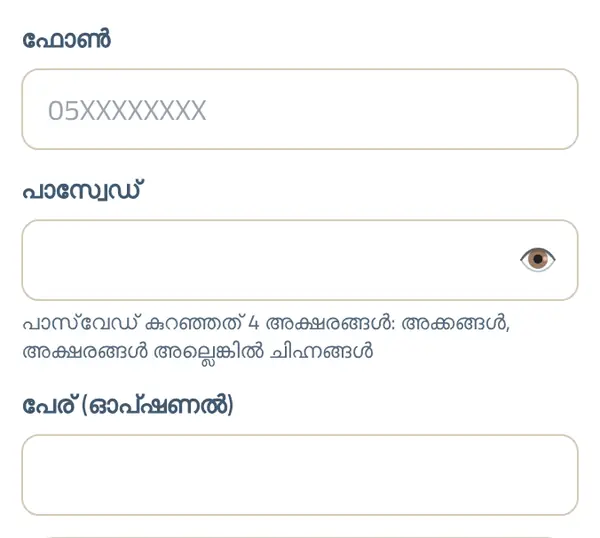 ഫോൺ
05XXXXXXXX
പാസ്വേഡ്
പാസ്‌വേഡ് കുറഞ്ഞത് 4 അക്ഷരങ്ങൾ: അക്കങ്ങൾ,
അക്ഷരങ്ങൾ അല്ലെങ്കിൽ ചിഹ്നങ്ങൾ
പേര് (ഓപ്ഷണൽ)